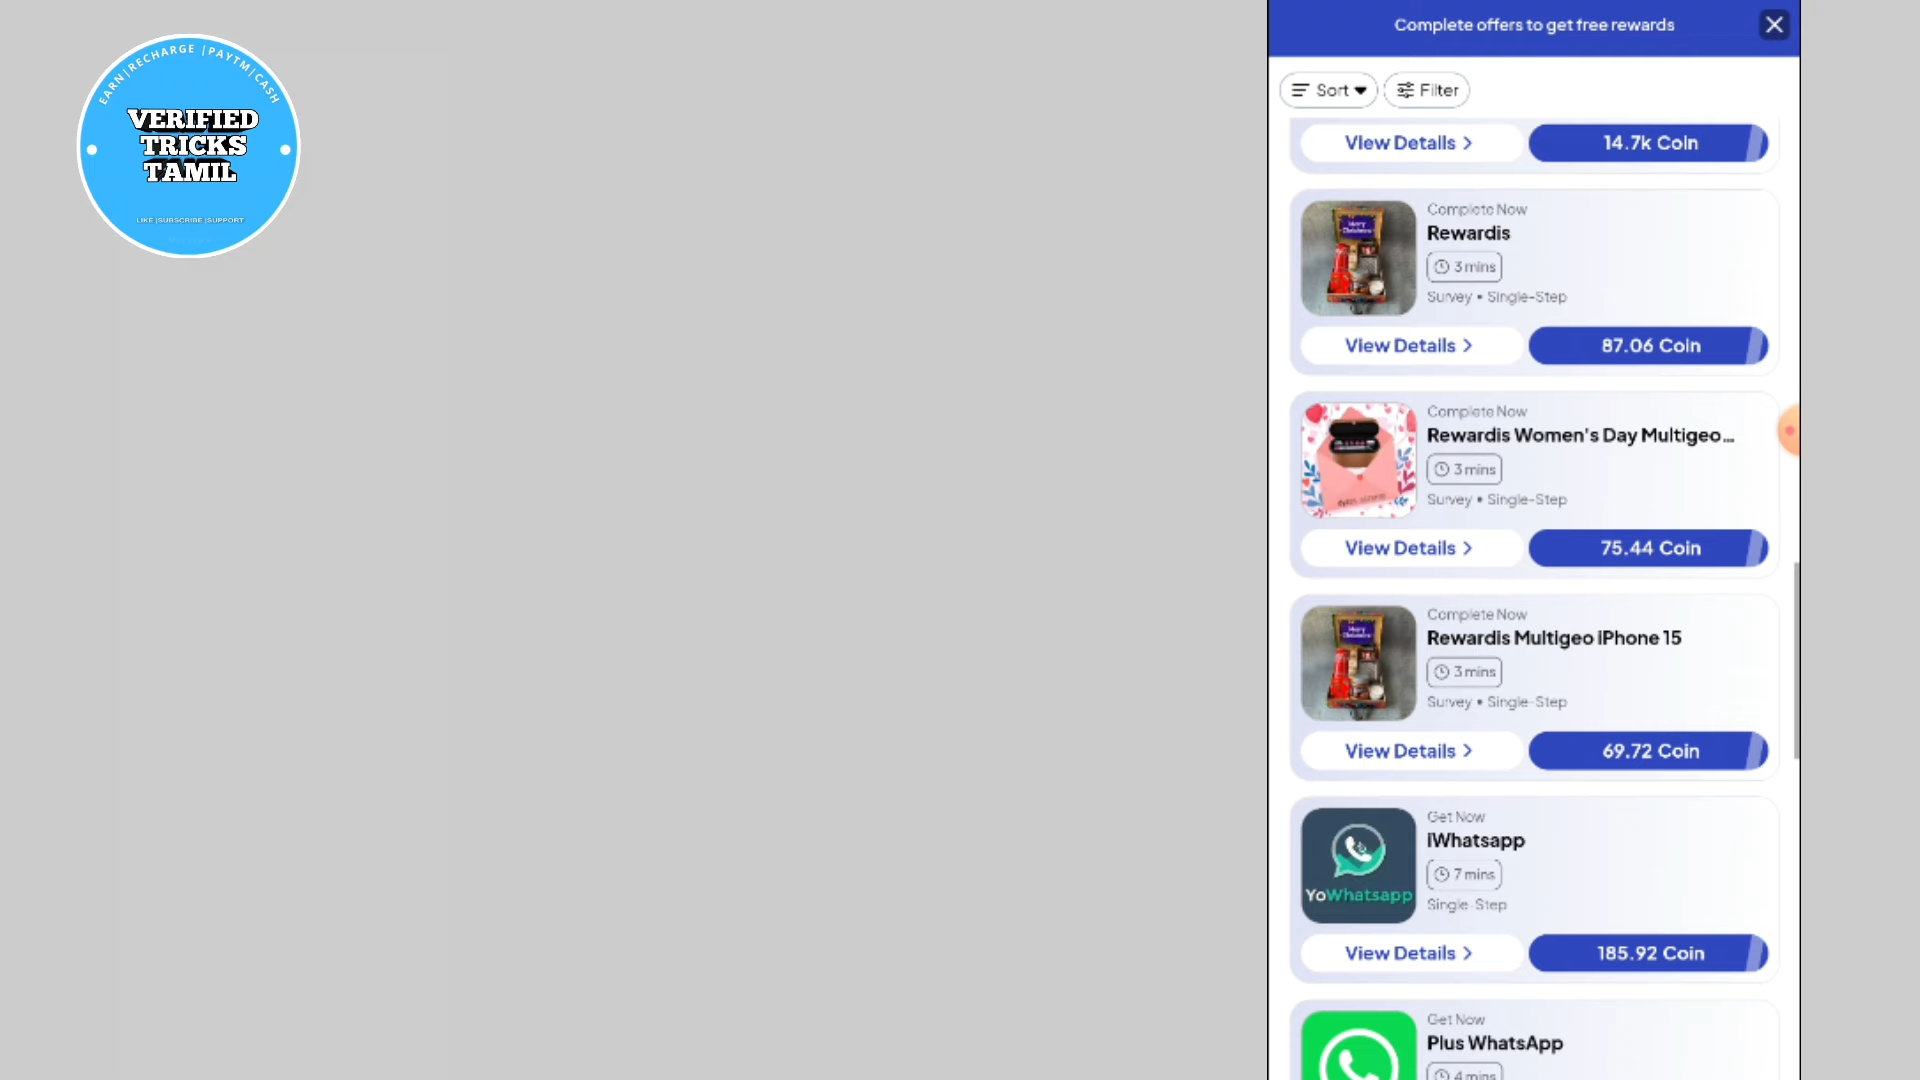 EARN|RECHARGE |PAYTM|CASH
VERIFIED
TRICKS
TAMIL
LIKE |SUBSCRIBE |SUPPORT
Complete offers to get free rewards
Sort
Filter
View Details >
14.7k Coin
Complete Now
Rewardis
3 mins
Survey • Single-Step
View Details >
87.06 Coin
Complete Now
Rewardis Women's Day Multigeo...
3 mins
Survey • Single-Step
View Details >
75.44 Coin
Complete Now
Rewardis Multigeo iPhone 15
3 mins
Survey • Single-Step
View Details >
69.72 Coin
YoWhatsapp
Get Now
iWhatsapp
7 mins
Single-Step
View Details >
185.92 Coin
Get Now
Plus WhatsApp
4 mins